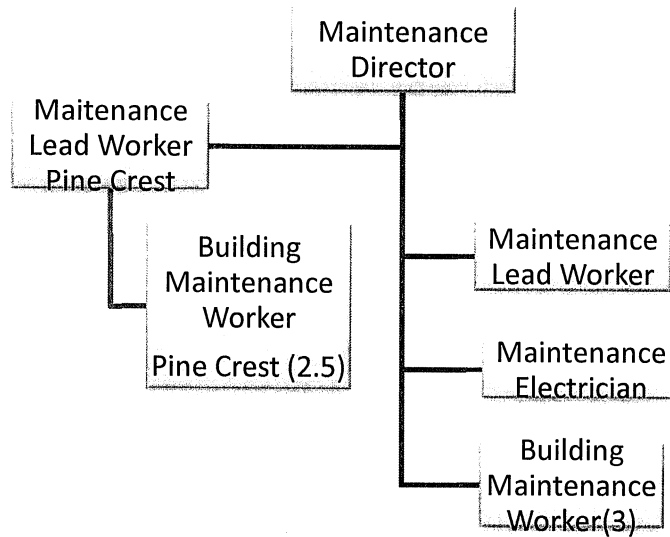 Maintenance
Director
Maitenance
Lead Worker
Pine Crest
Building
Maintenance
Worker
Pine Crest (2.5)
Maintenance
Lead Worker
Maintenance
Electrician
Building
Maintenance
Worker(3)